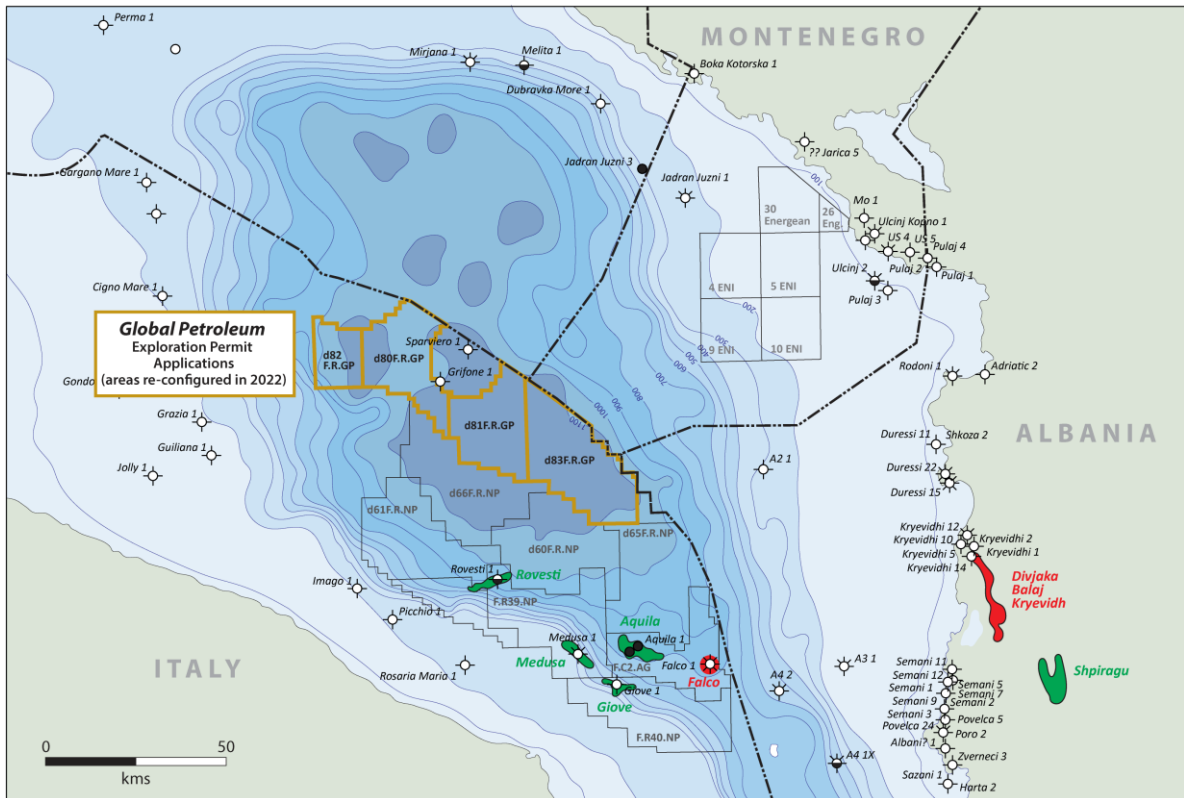 Perma 1
MONTENEGRO
Mirjana 1
Melita 1
Boka Kotorska 1
Dubravka More 1
?? Jarica 5
Jadran Juzni 3
Gargano Mare 1
Jadran Juzni 1
100
30
Energean
26
Eng.
Mo 1
Ulcinj Kopno 1
US 4
US 5
Pulaj 4
Ulcinj 2
Pulaj 2
Pulaj 1
Pulaj 3
4 ENI
5 ENI
Cigno Mare 1
200
300
400
500
600
700
800
900
1000
1100
9 ENI
10 ENI
Global Petroleum
Exploration Permit
Applications
(areas re-configured in 2022)
d82
F.R.GP
d80F.R.GP
Sparviero 1
Grifone 1
Rodoni 1
Adriatic 2
Gondo
Grazia 1
d81F.R.GP
ALBANIA
Duressi 11
Shkoza 2
Guiliana 1
d83F.R.GP
A2 1
Jolly 1
Duressi 22
Duressi 15
d66F.R.NP
d61F.R.NP
d65F.R.NP
d60F.R.NP
Kryevidhi 12
Kryevidhi 10
Kryevidhi 2
Kryevidhi 5
Kryevidhi 1
Kryevidhi 14
Rovesti 1
Rovesti
Divjaka
Balaj
Kryevidh
Imago 1
F.R39.NP
Picchio 1
Aquila
Medusa 1
Aquila 1
ITALY
Medusa
F.C2.AG
Falco 1
Falco
A3 1
Rosaria Maria 1
Semani 11
Shpiragu
Semani 12
Semani 5
Semani 1
Semani 7
A4 2
Giove 1
Giove
Semani 9
Semani 2
Semani 3
Povelca 5
Povelca 24
Poro 2
F.R40.NP
Albani? 1
0
50
kms
A4 1X
Zverneci 3
Sazani 1
Harta 2